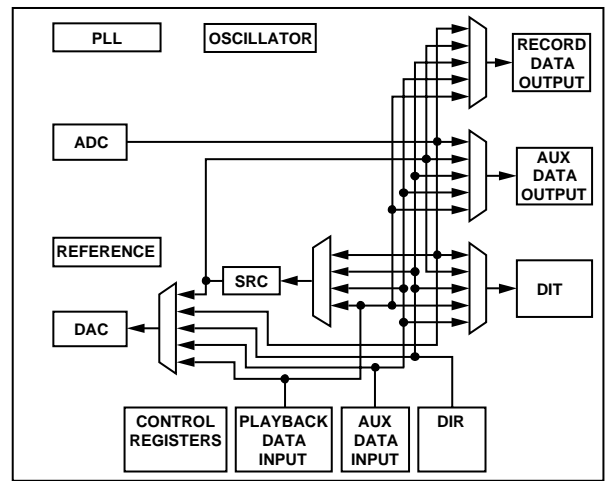 PLL
OSCILLATOR
RECORD
DATA
OUTPUT
ADC
AUX
DATA
OUTPUT
REFERENCE
SRC
DIT
DAC
CONTROL
REGISTERS
PLAYBACK
DATA
INPUT
AUX
DATA
INPUT
DIR